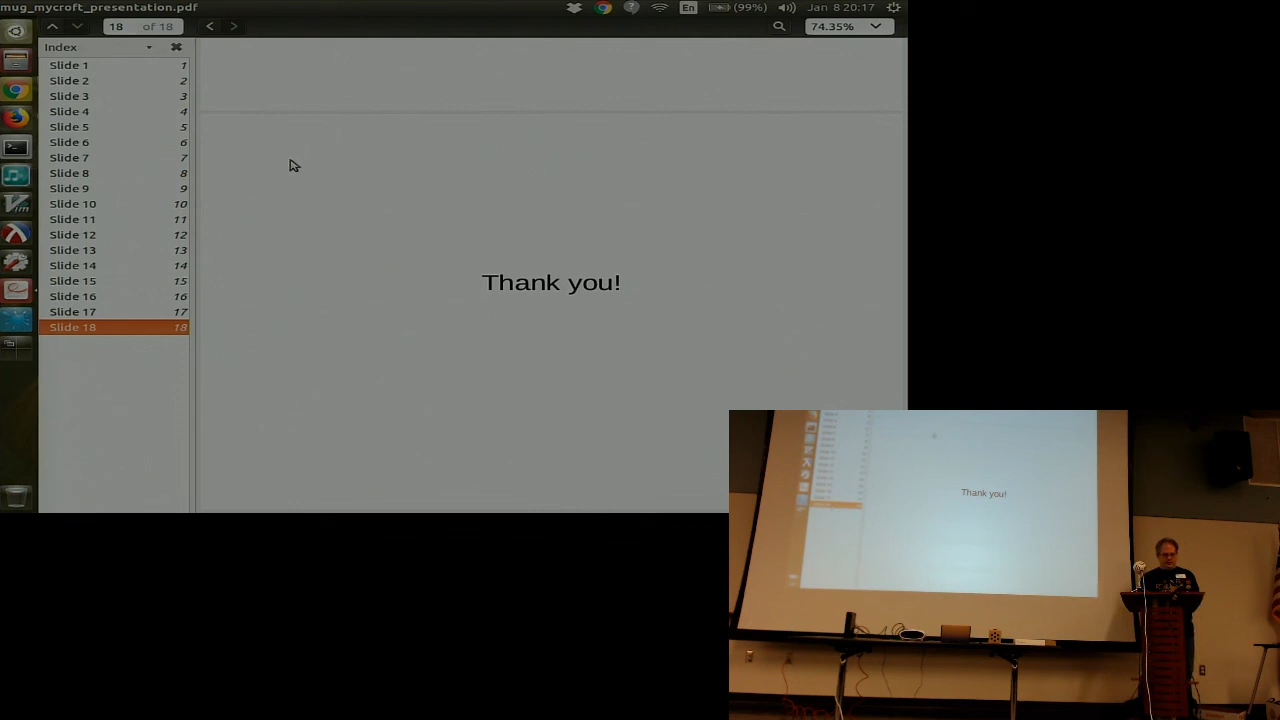 mug_mycroft_presentation.pdf
En
(99%)
Jan 8 20:17
18 of 18
74.35%
Index
Slide 1 1
Slide 2 2
Slide 3 3
Slide 4 4
Slide 5 5
Slide 6 6
Slide 7 7
Slide 8 8
Slide 9 9
Slide 10 10
Slide 11 11
Slide 12 12
Slide 13 13
Slide 14 14
Slide 15 15
Slide 16 16
Slide 17 17
Slide 18 18
Thank you!
Thank you!